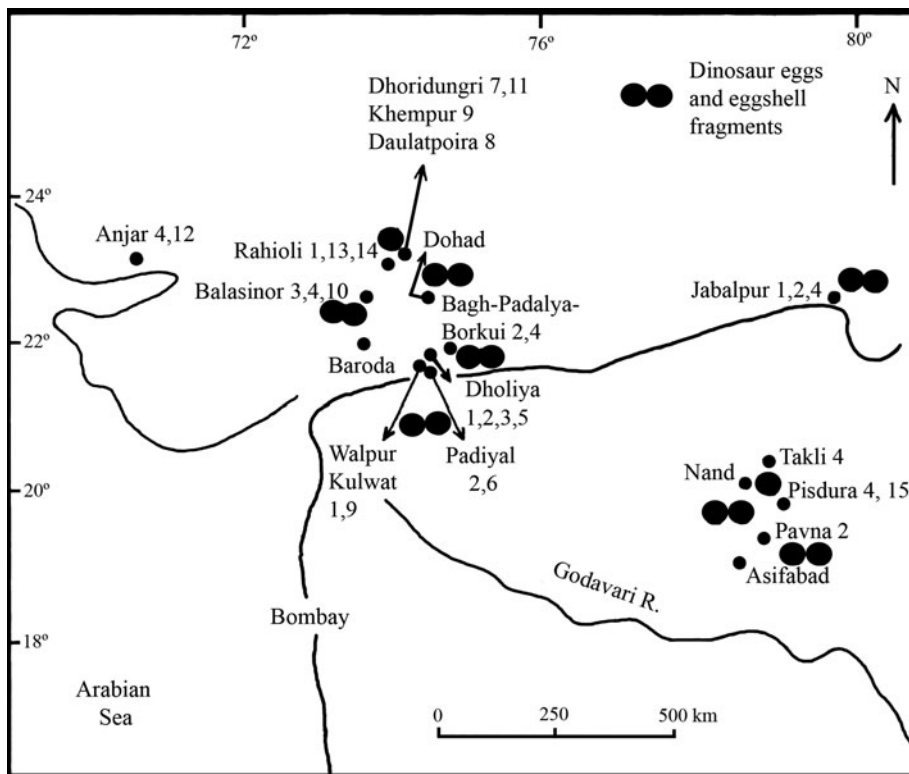 72º
76º
80º
Dhoridungri 7,11
Khempur 9
Daulatpoira 8
Dinosaur eggs
and eggshell
fragments
N
24º
Anjar 4,12
Rahioli 1,13,14
Dohad
Balasinor 3,4,10
Bagh-Padalya-
Borkui 2,4
Jabalpur 1,2,4
22º
Baroda
Dholiya
1,2,3,5
Walpur
Kulwat
1,9
Padiyal
2,6
20º
Nand
Takli 4
Pisdura 4, 15
Pavna 2
Asifabad
Godavari R.
Bombay
18º
Arabian
Sea
0 250 500 km